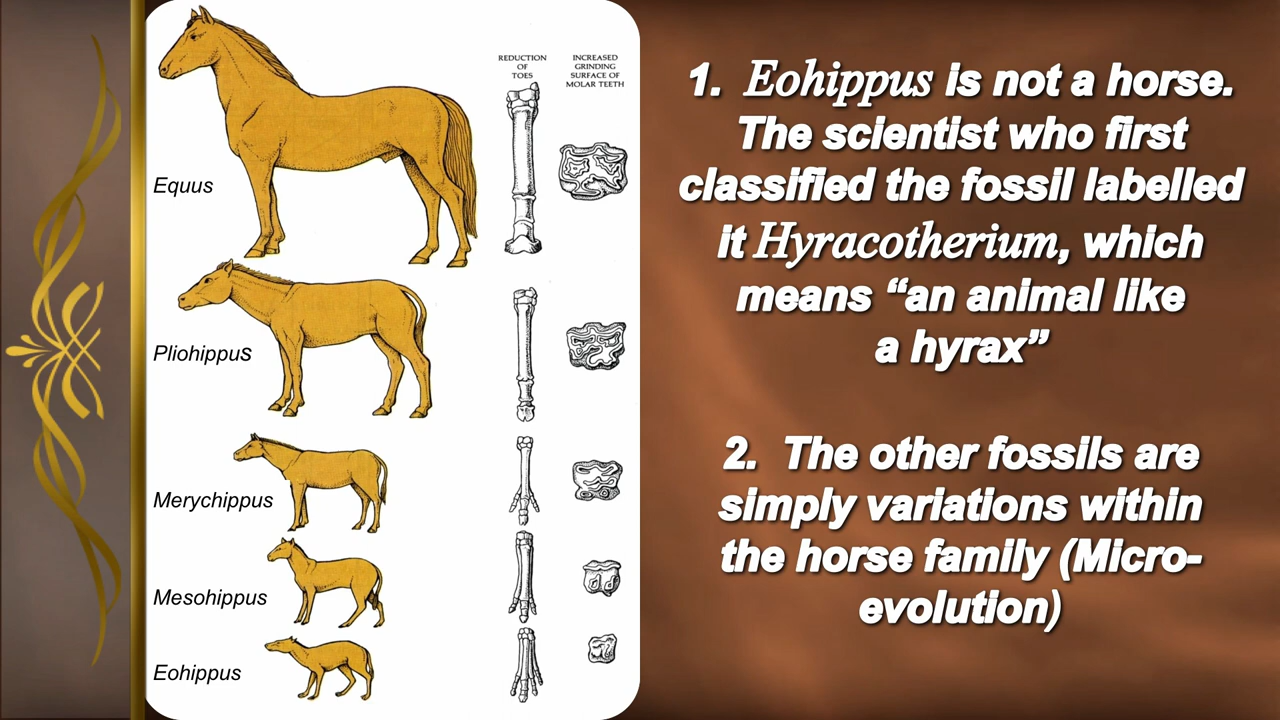 REDUCTION
OF
TOES
INCREASED
GRINDING
SURFACE OF
MOLAR TEETH
Equus
Pliohippus
Merychippus
Mesohippus
Eohippus
1. Eohippus is not a horse.
The scientist who first
classified the fossil labelled
it Hyracotherium, which
means “an animal like
a hyrax”
2. The other fossils are
simply variations within
the horse family (Micro-
evolution)